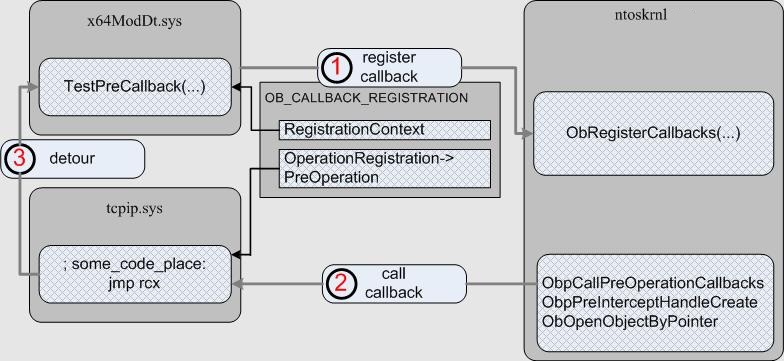 x64ModDt.sys
TestPreCallback(...)
1
register
callback
ntoskrnl
OB_CALLBACK_REGISTRATION
RegistrationContext
OperationRegistration->
PreOperation
ObRegisterCallbacks(...)
3
detour
tcpip.sys
; some_code_place:
jmp rcx
2
call
callback
ObpCallPreOperationCallbacks
ObpPreInterceptHandleCreate
ObOpenObjectByPointer